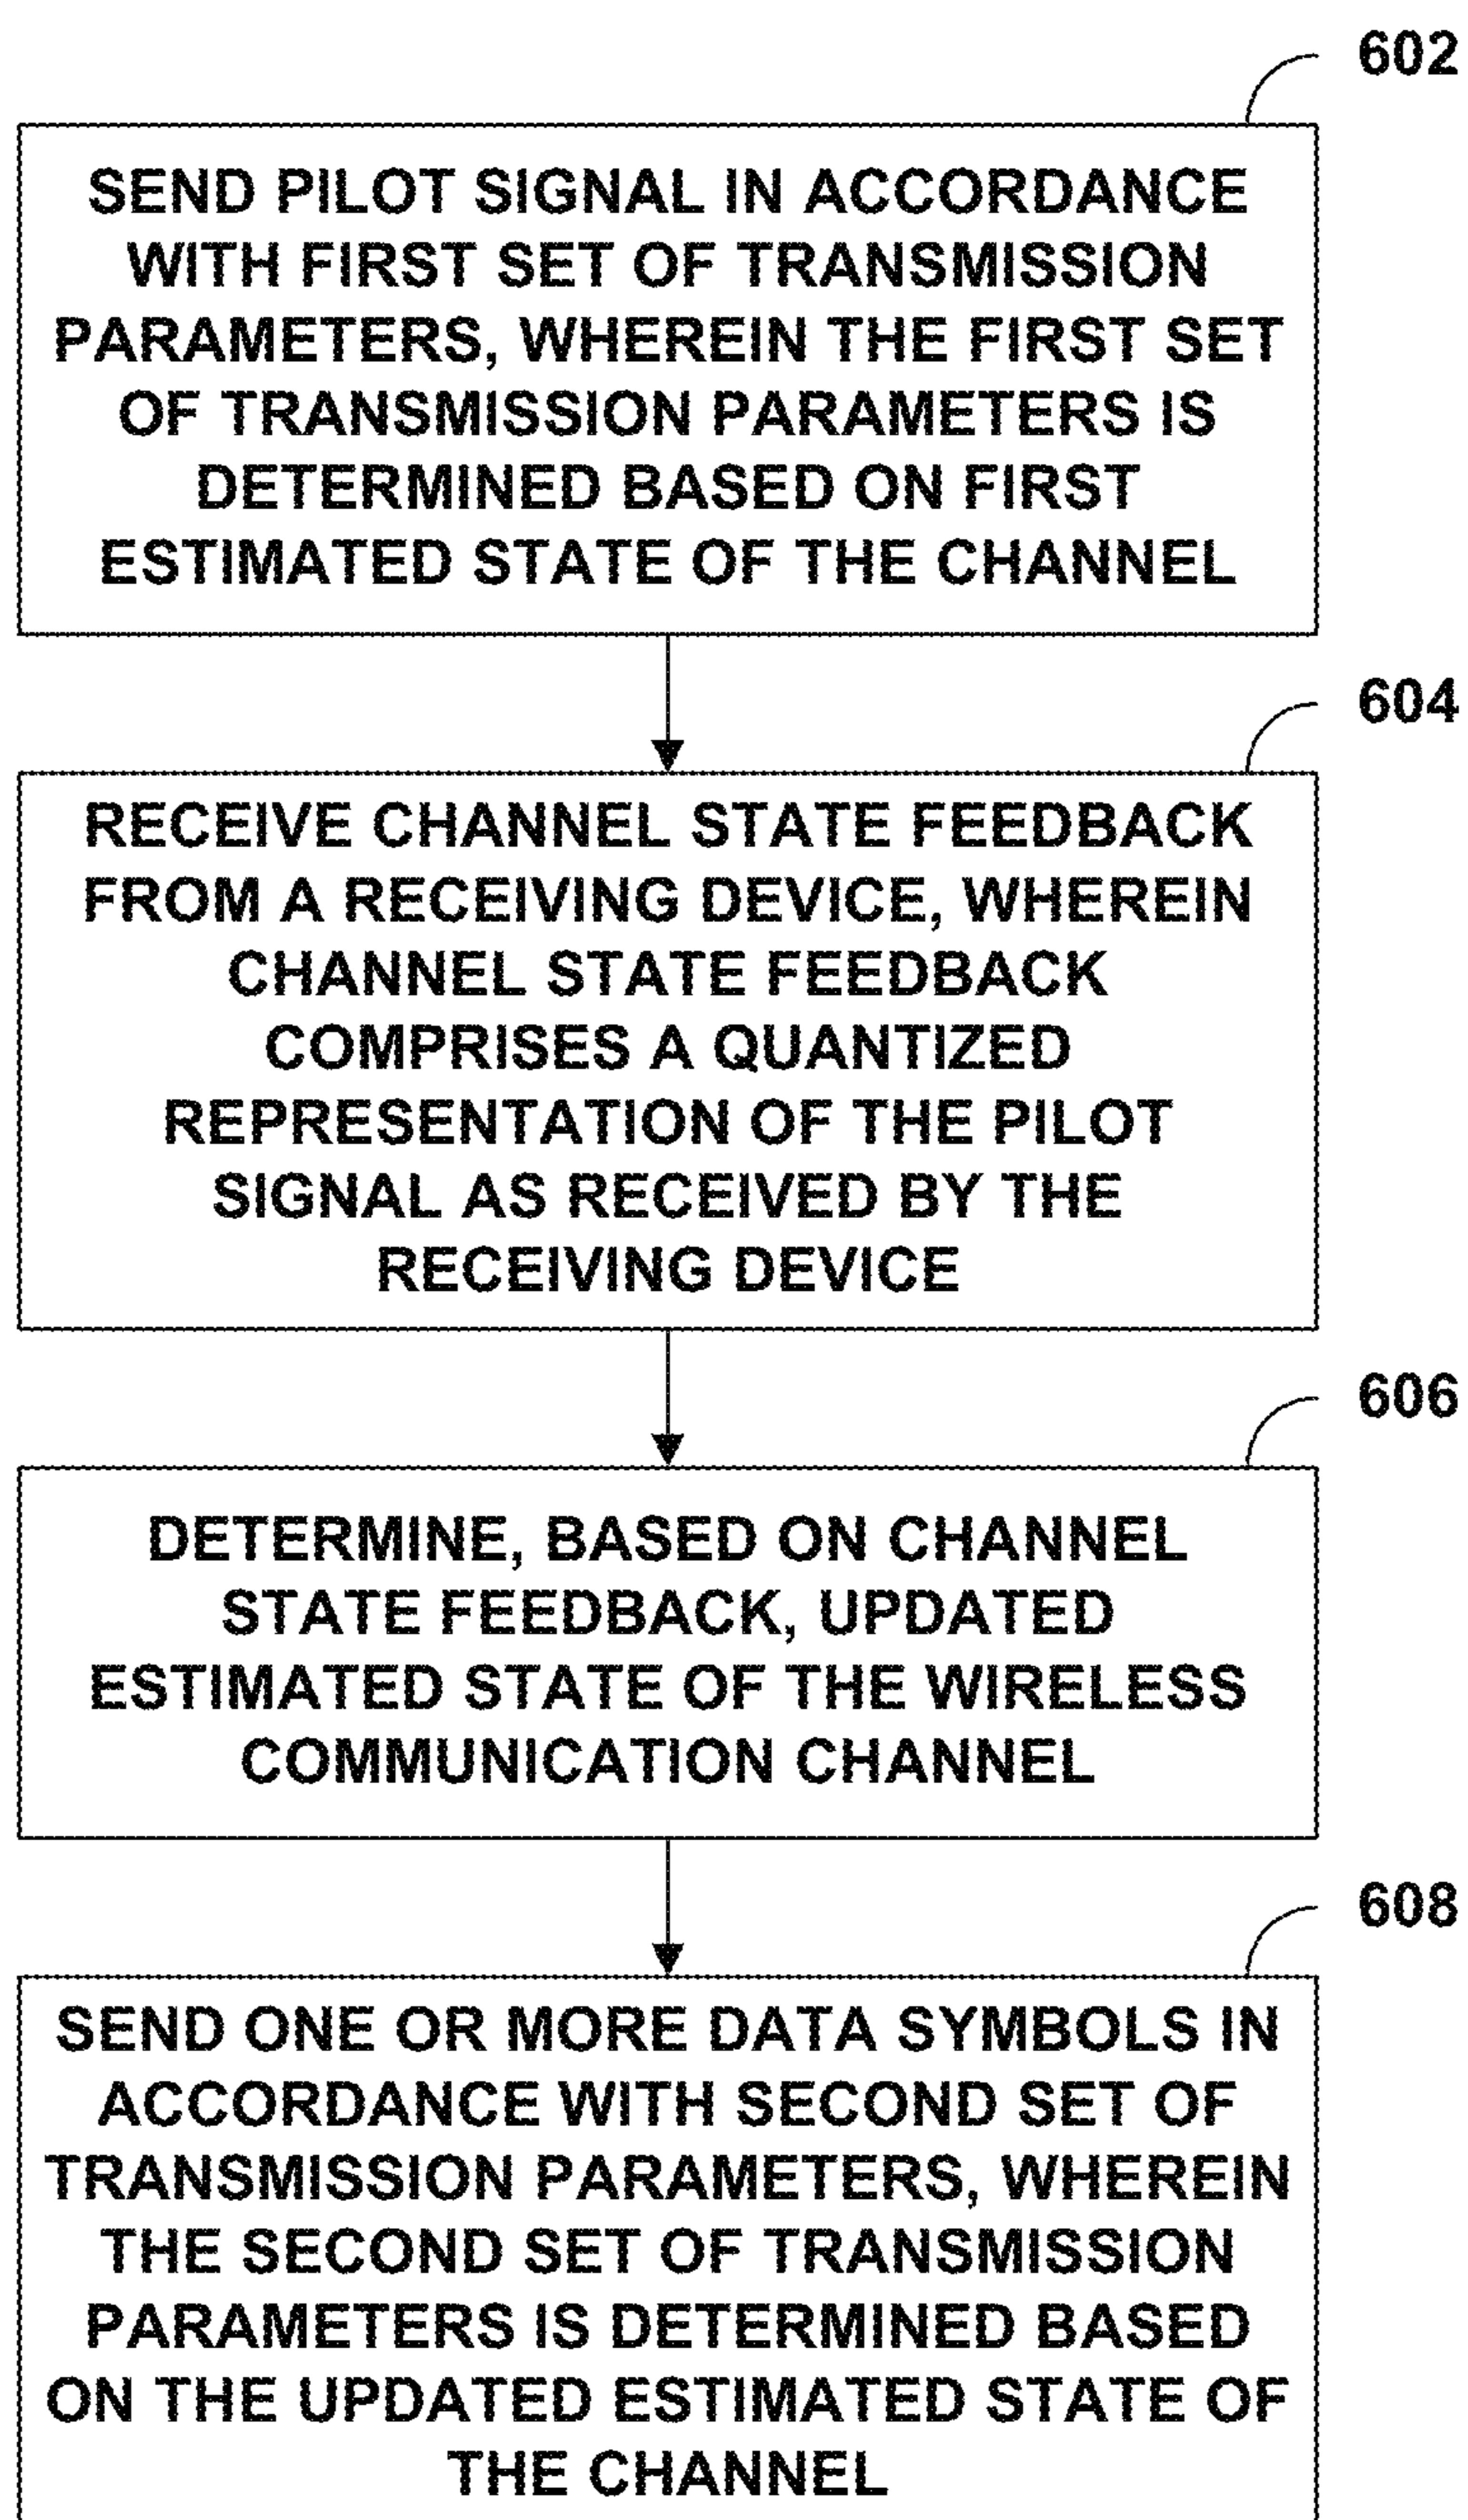 602
SEND PILOT SIGNAL IN ACCORDANCE
WITH FIRST SET OF TRANSMISSION
PARAMETERS, WHEREIN THE FIRST SET
OF TRANSMISSION PARAMETERS IS
DETERMINED BASED ON FIRST
ESTIMATED STATE OF THE CHANNEL
604
RECEIVE CHANNEL STATE FEEDBACK
FROM A RECEIVING DEVICE, WHEREIN
CHANNEL STATE FEEDBACK
COMPRISES A QUANTIZED
REPRESENTATION OF THE PILOT
SIGNAL AS RECEIVED BY THE
RECEIVING DEVICE
606
DETERMINE, BASED ON CHANNEL
STATE FEEDBACK, UPDATED
ESTIMATED STATE OF THE WIRELESS
COMMUNICATION CHANNEL
608
SEND ONE OR MORE DATA SYMBOLS IN
ACCORDANCE WITH SECOND SET OF
TRANSMISSION PARAMETERS, WHEREIN
THE SECOND SET OF TRANSMISSION
PARAMETERS IS DETERMINED BASED
ON THE UPDATED ESTIMATED STATE OF
THE CHANNEL